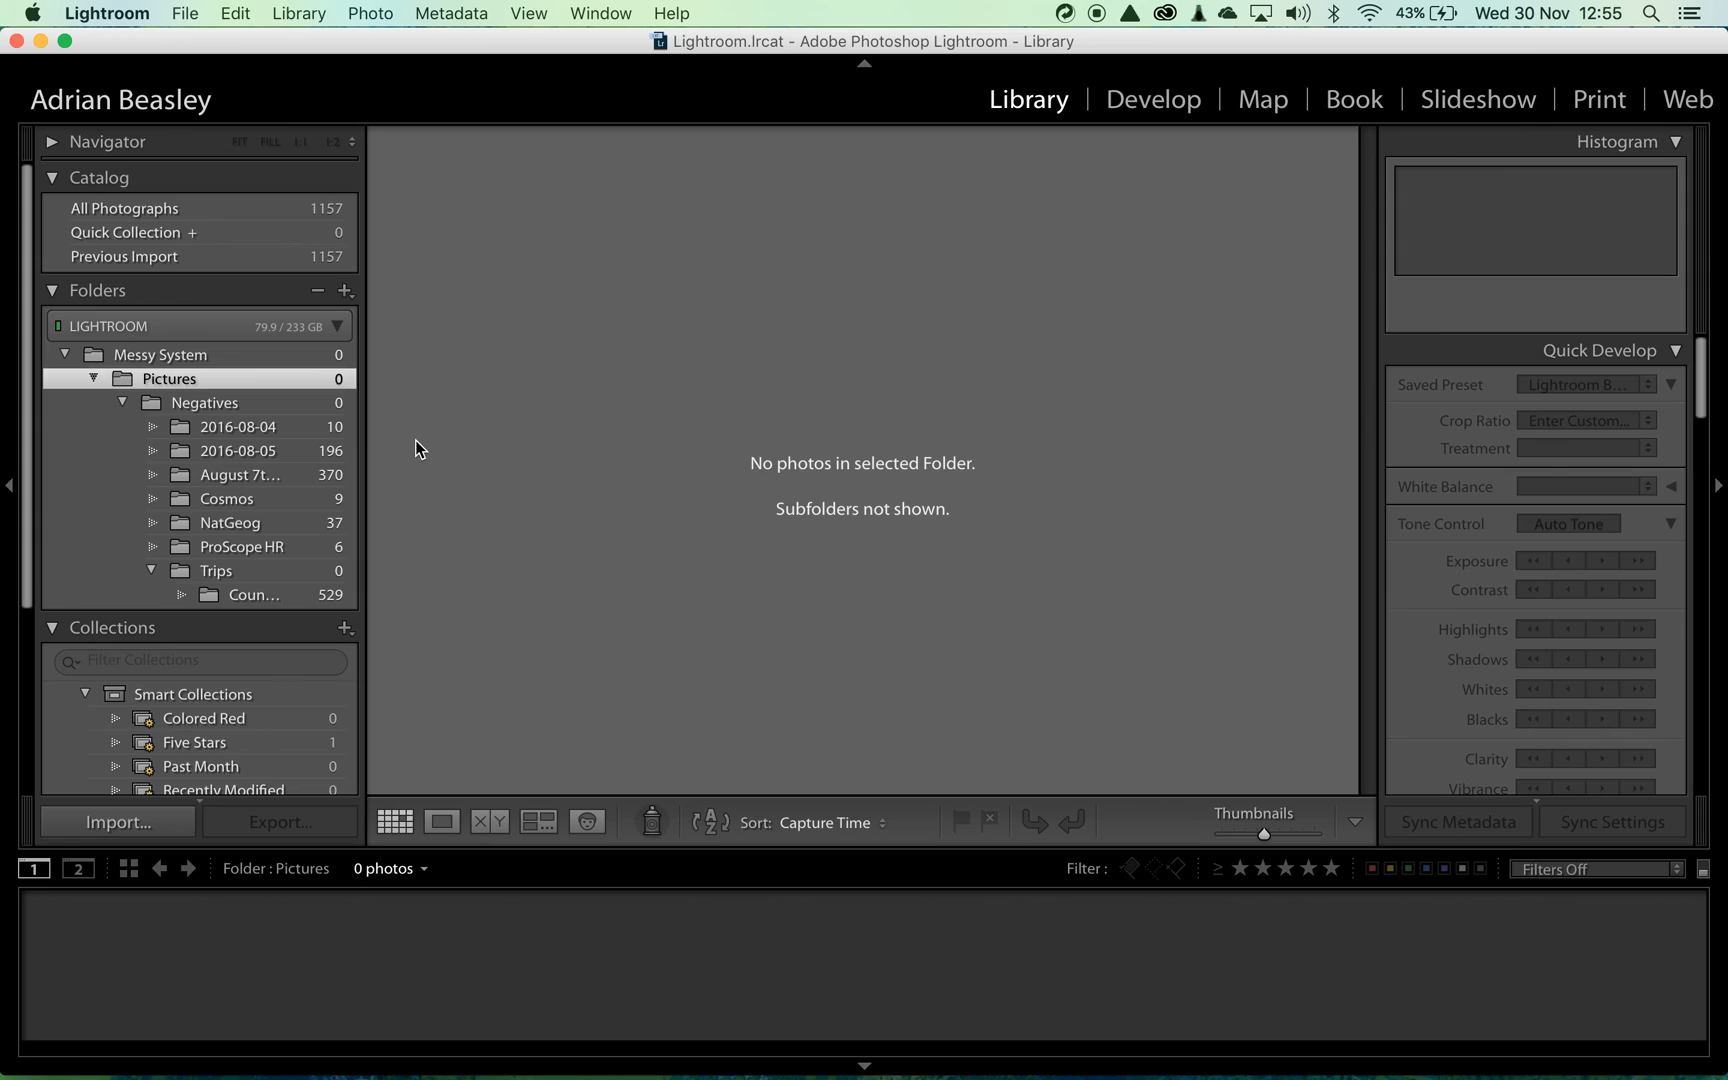 Lightroom File Edit Library Photo Metadata View Window Help 43% Wed 30 Nov 12:55
Lightroom.lrcat - Adobe Photoshop Lightroom - Library
Adrian Beasley
Library | Develop | Map | Book | Slideshow | Print | Web
Navigator FIT FILL 1:1 1:2
Catalog
All Photographs 1157
Quick Collection + 0
Previous Import 1157
Folders
LIGHTROOM 79.9 / 233 GB
Messy System 0
Pictures 0
Negatives 0
2016-08-04 10
2016-08-05 196
August 7t... 370
Cosmos 9
NatGeog 37
ProScope HR 6
Trips 0
Coun... 529
Collections
Filter Collections
Smart Collections
Colored Red 0
Five Stars 1
Past Month 0
Recently Modified 0
Import... Export...
No photos in selected Folder.
Subfolders not shown.
Histogram
Quick Develop
Saved Preset Lightroom B...
Crop Ratio Enter Custom...
Treatment
White Balance
Tone Control Auto Tone
Exposure
Contrast
Highlights
Shadows
Whites
Blacks
Clarity
Vibrance
X Y A Z Sort: Capture Time Thumbnails
Sync Metadata Sync Settings
1 2 Folder : Pictures 0 photos Filter : ≥ Filters Off